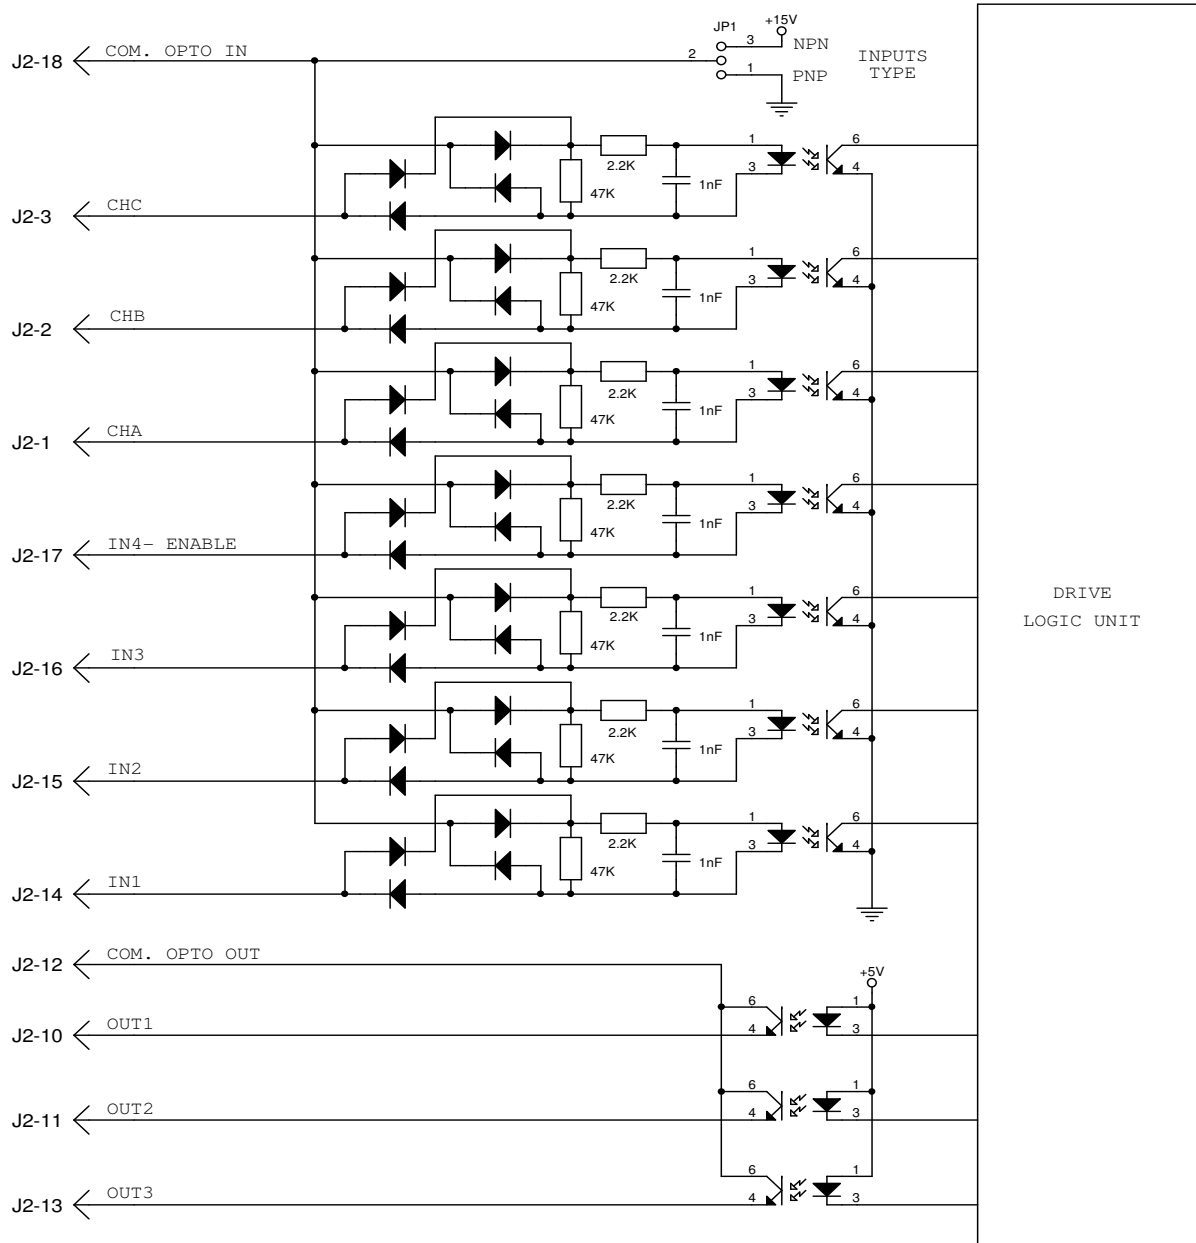 JP1
+15V
3
NPN
J2-18
COM. OPTO IN
2
INPUTS
TYPE
1
PNP
1
6
2.2K
3
4
47K
1nF
J2-3
CHC
1
6
2.2K
3
4
47K
1nF
J2-2
CHB
1
6
2.2K
3
4
47K
1nF
J2-1
CHA
1
6
2.2K
3
4
47K
1nF
J2-17
IN4- ENABLE
DRIVE
LOGIC UNIT
1
6
2.2K
3
4
47K
1nF
J2-16
IN3
1
6
2.2K
3
4
47K
1nF
J2-15
IN2
1
6
2.2K
3
4
47K
1nF
J2-14
IN1
J2-12
COM. OPTO OUT
+5V
6
1
J2-10
OUT1
4
3
6
1
J2-11
OUT2
4
3
6
1
J2-13
OUT3
4
3